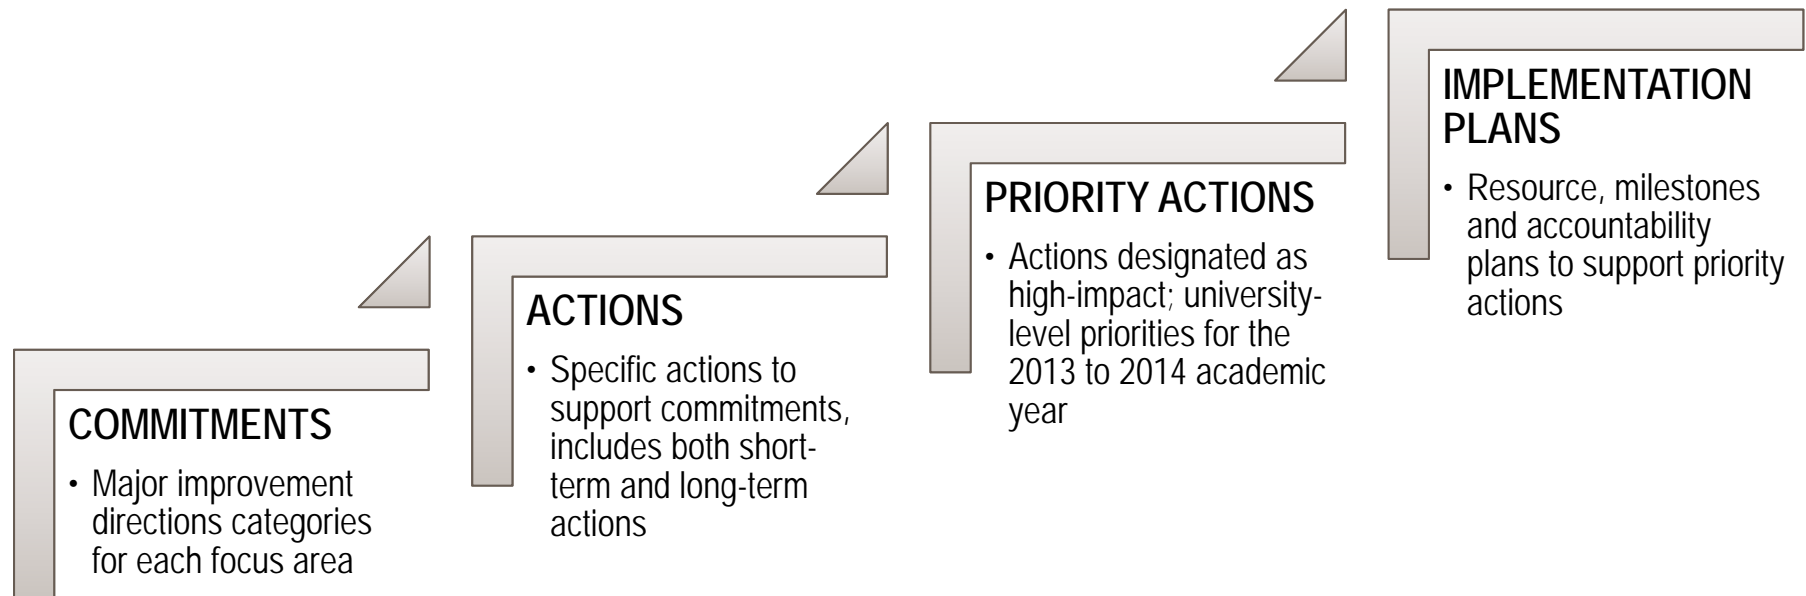 COMMITMENTS
• Major improvement
directions categories
for each focus area
ACTIONS
• Specific actions to
support commitments,
includes both short-
term and long-term
actions
PRIORITY ACTIONS
• Actions designated as
high-impact; university-
level priorities for the
2013 to 2014 academic
year
IMPLEMENTATION
PLANS
• Resource, milestones
and accountability
plans to support priority
actions